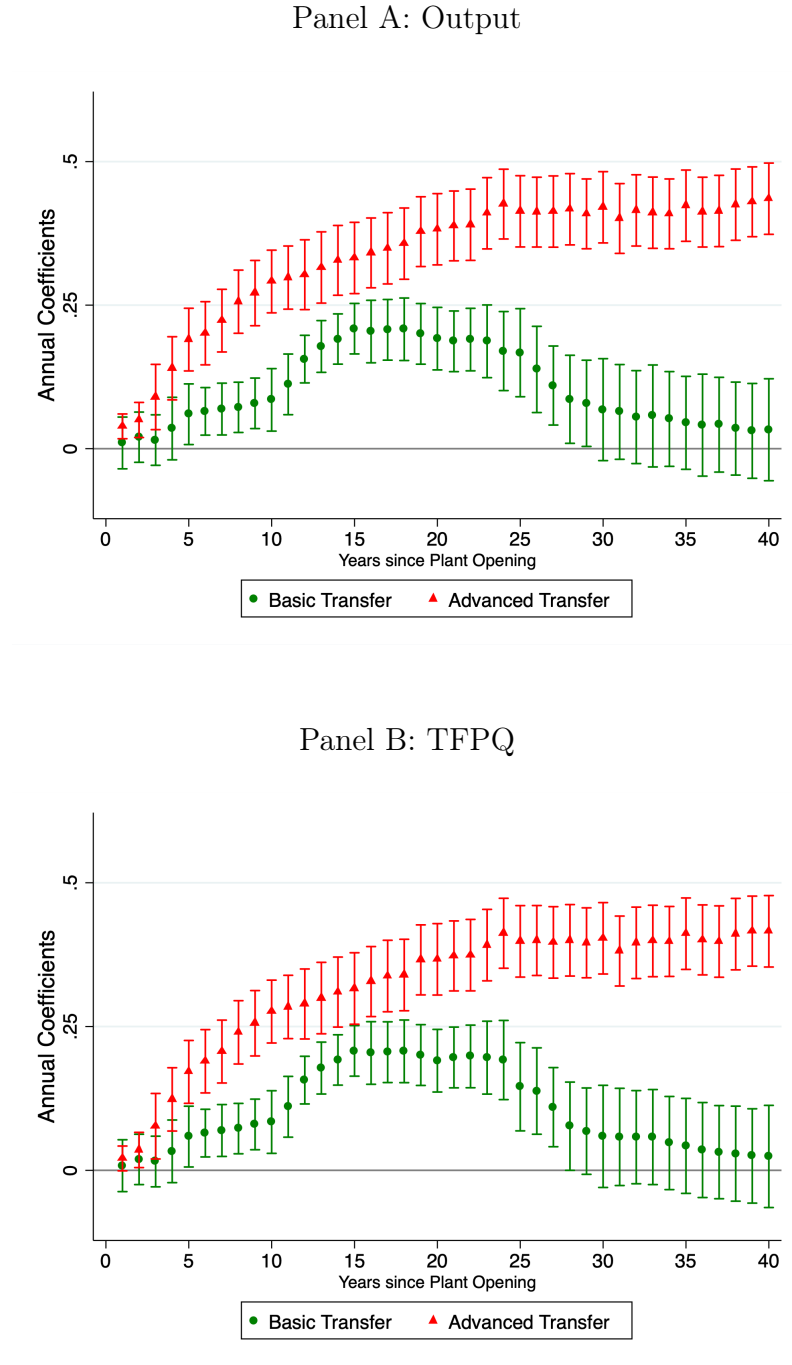 Panel A: Output
Annual Coefficients
.5
.25
0
0 5 10 15 20 25 30 35 40
Years since Plant Opening
Basic Transfer Advanced Transfer
Panel B: TFPQ
Annual Coefficients
.5
.25
0
0 5 10 15 20 25 30 35 40
Years since Plant Opening
Basic Transfer Advanced Transfer